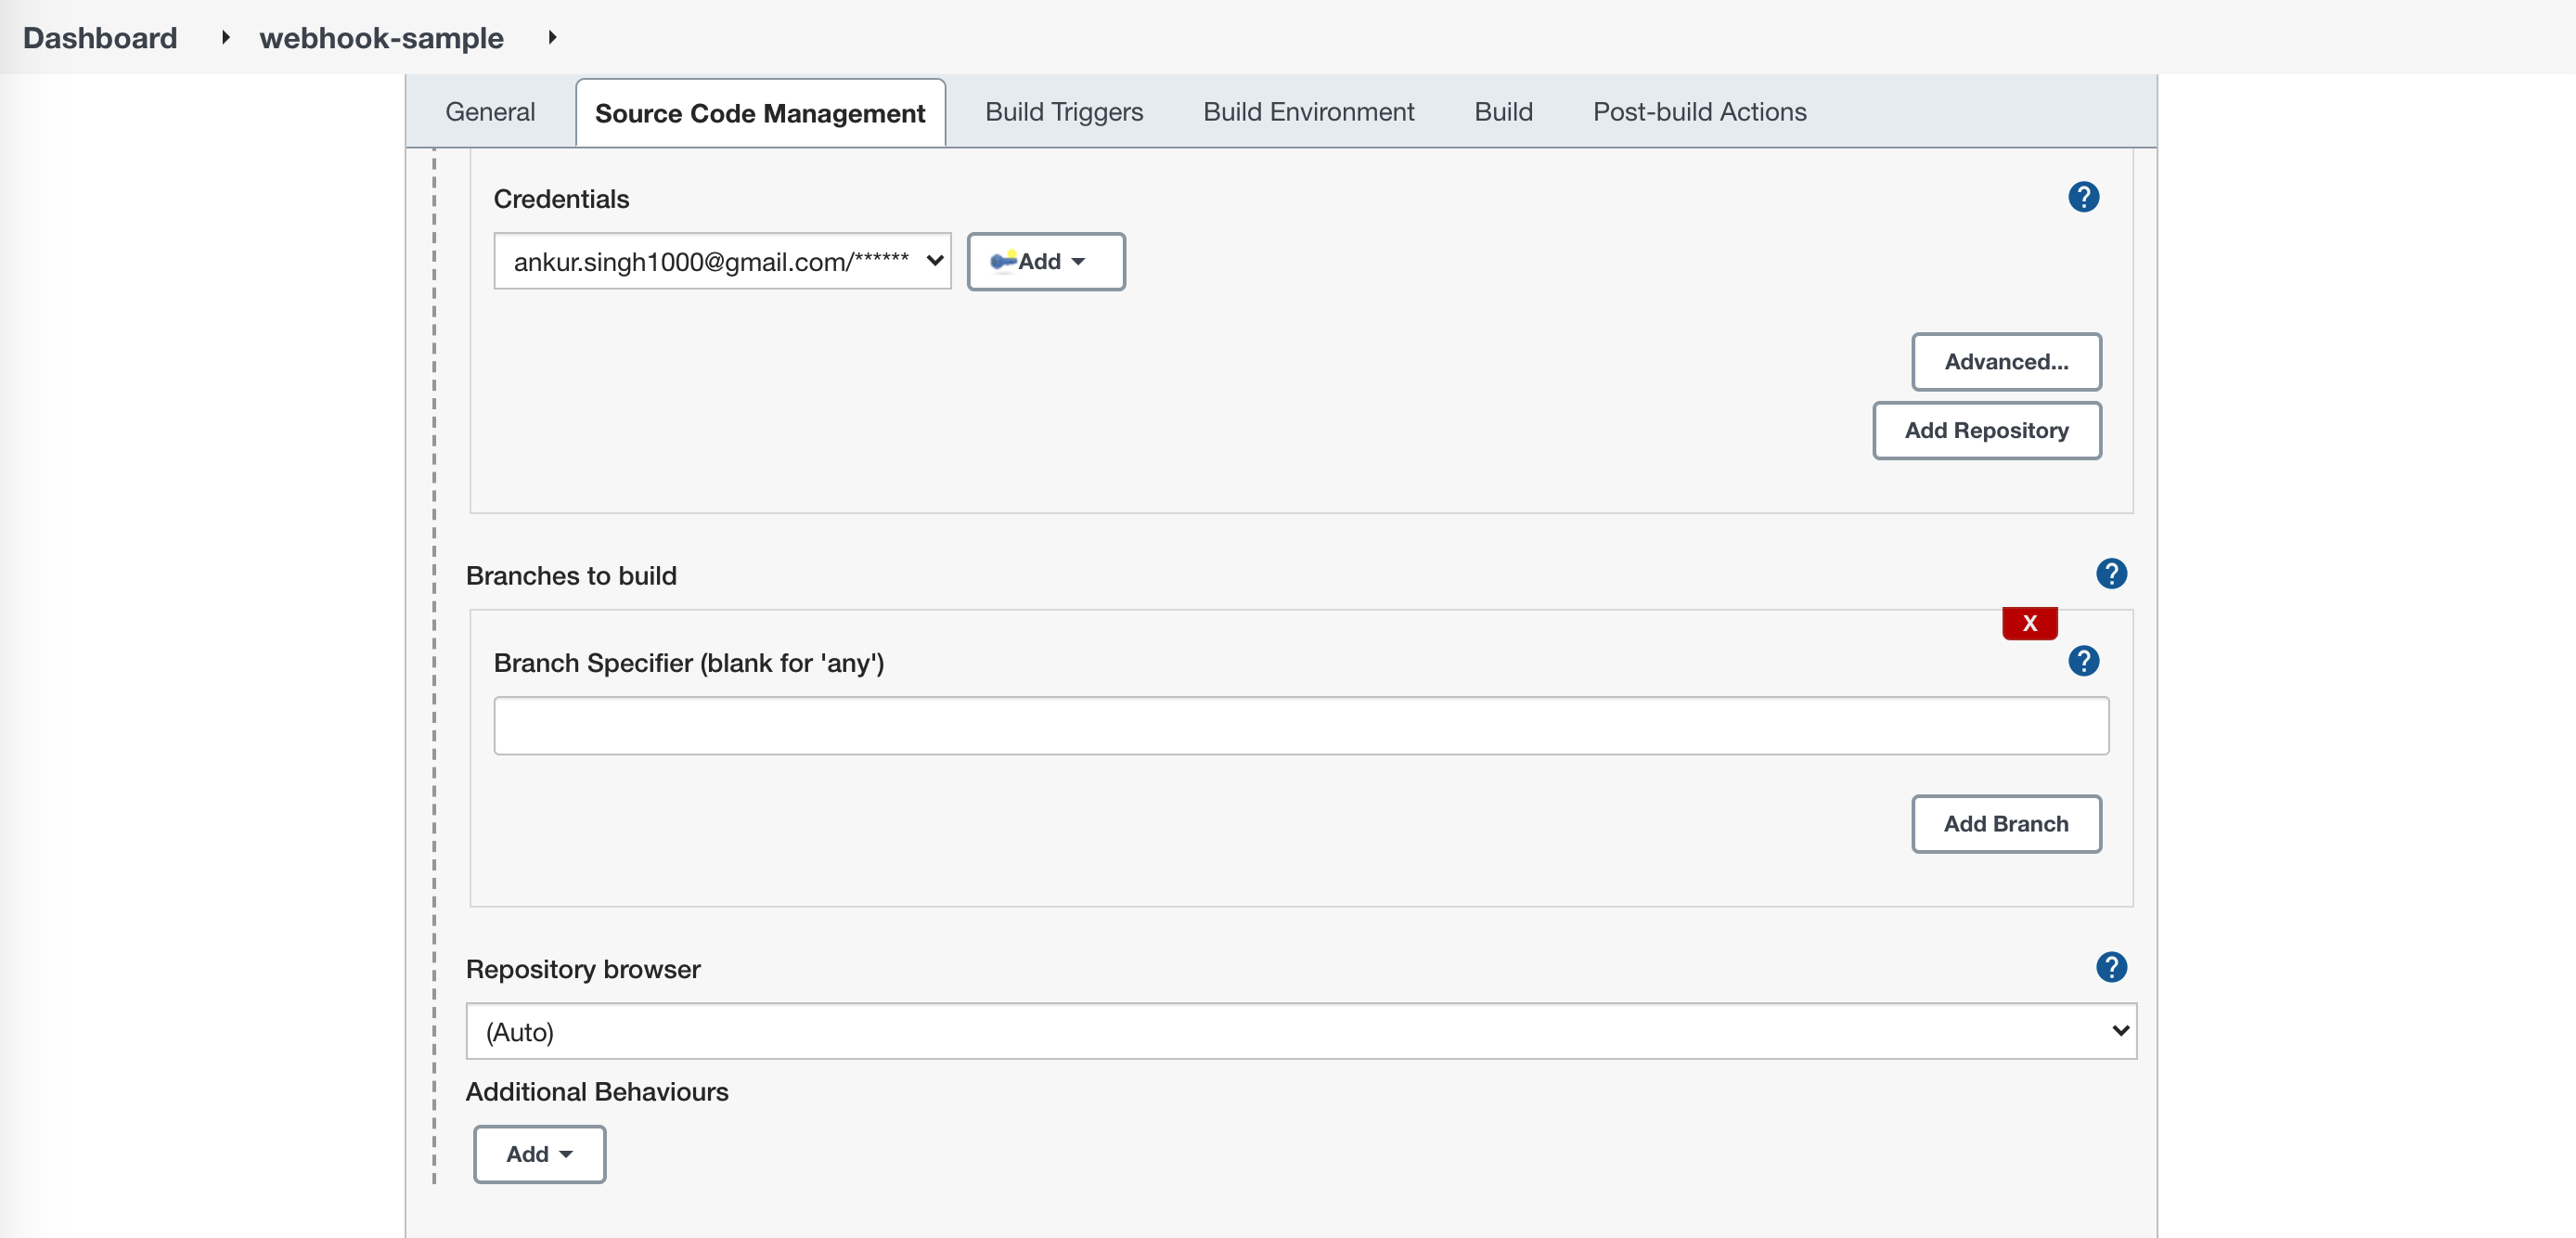 Dashboard webhook-sample
General Source Code Management Build Triggers Build Environment Build Post-build Actions
Credentials ?
ankur.singh1000@gmail.com/****** Add
Advanced...
Add Repository
Branches to build ?
X
Branch Specifier (blank for 'any') ?
Add Branch
Repository browser ?
(Auto)
Additional Behaviours
Add